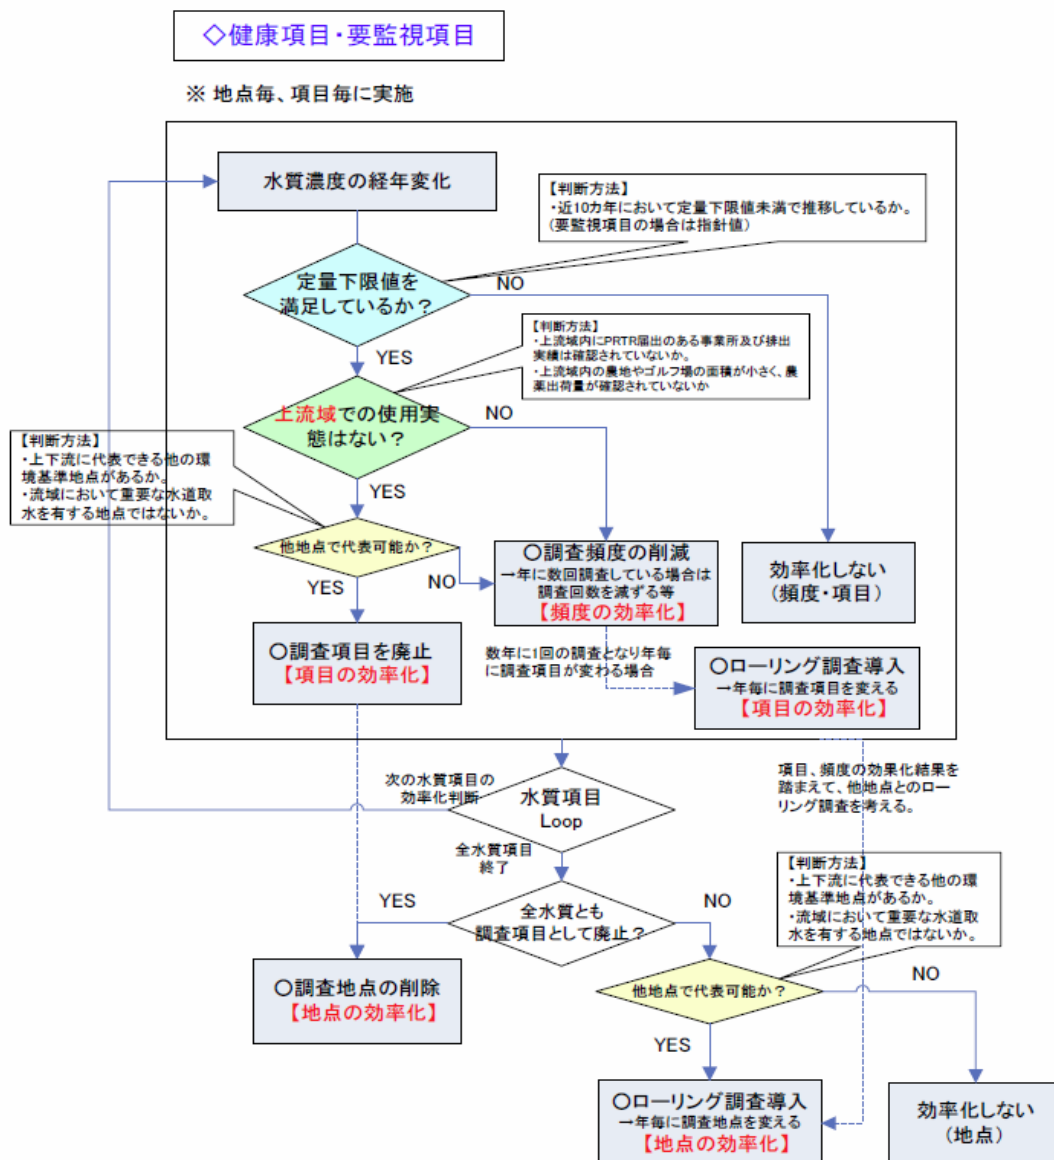 ◇健康項目・要監視項目
※ 地点毎、項目毎に実施
水質濃度の経年変化
【判断方法】
・近10カ年において定量下限値未満で推移しているか。
(要監視項目の場合は指針値)
定量下限値を
満足しているか？
NO
YES
【判断方法】
・上流域内にPRTR届出のある事業所及び排出
実績は確認されていないか。
・上流域内の農地やゴルフ場の面積が小さく、農
薬出荷量が確認されていないか
上流域での使用実
態はない？
NO
YES
【判断方法】
・上下流に代表できる他の環
境基準地点があるか。
・流域において重要な水道取
水を有する地点ではないか。
他地点で代表可能か？
YES
NO
〇調査頻度の削減
→年に数回調査している場合は
調査回数を減ずる等
【頻度の効率化】
効率化しない
(頻度・項目)
〇調査項目を廃止
【項目の効率化】
数年に1回の調査となり年毎
に調査項目が変わる場合
〇ローリング調査導入
→年毎に調査項目を変える
【項目の効率化】
次の水質項目の
効率化判断
水質項目
Loop
項目、頻度の効果化結果を
踏まえて、他地点とのロー
リング調査を考える。
全水質項目
終了
YES
全水質とも
調査項目として廃止？
NO
【判断方法】
・上下流に代表できる他の環
境基準地点があるか。
・流域において重要な水道取
水を有する地点ではないか。
〇調査地点の削除
【地点の効率化】
他地点で代表可能か？
NO
YES
〇ローリング調査導入
→年毎に調査地点を変える
【地点の効率化】
効率化しない
(地点)